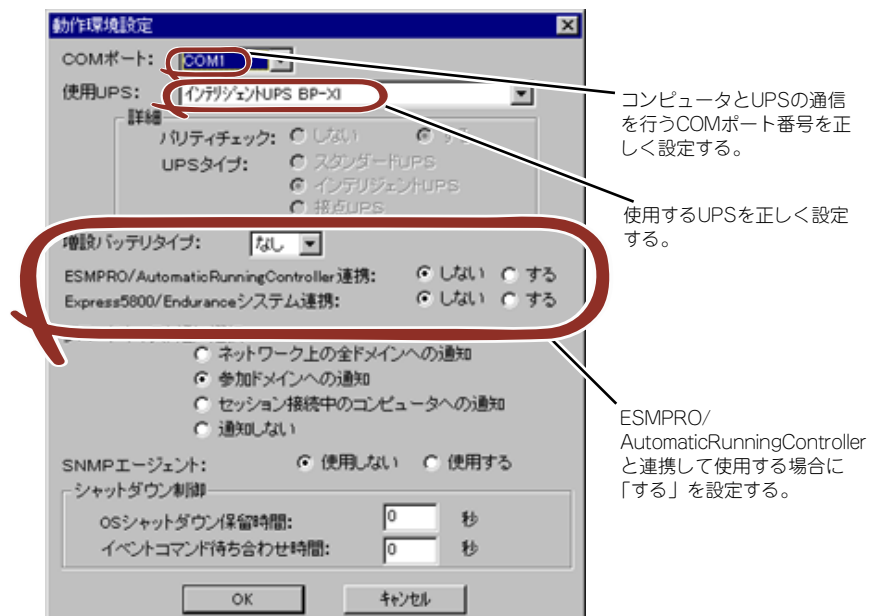 動作環境設定
COMポート: COM1
使用UPS: インテリジェントUPS BP-XI
詳細
パリティチェック: しない する
UPSタイプ: スタンダードUPS
インテリジェントUPS
接点UPS
増設バッテリタイプ: なし
ESMPRO/AutomaticRunningController連携: しない する
Express5800/Enduranceシステム連携: しない する
ネットワーク上の全ドメインへの通知
参加ドメインへの通知
セッション接続中のコンピュータへの通知
通知しない
SNMPエージェント: 使用しない 使用する
シャットダウン制御
OSシャットダウン保留時間: 0 秒
イベントコマンド待ち合わせ時間: 0 秒
OK キャンセル
コンピュータとUPSの通信
を行うCOMポート番号を正
しく設定する。
使用するUPSを正しく設定
する。
ESMPRO/
AutomaticRunningController
と連携して使用する場合に
「する」を設定する。